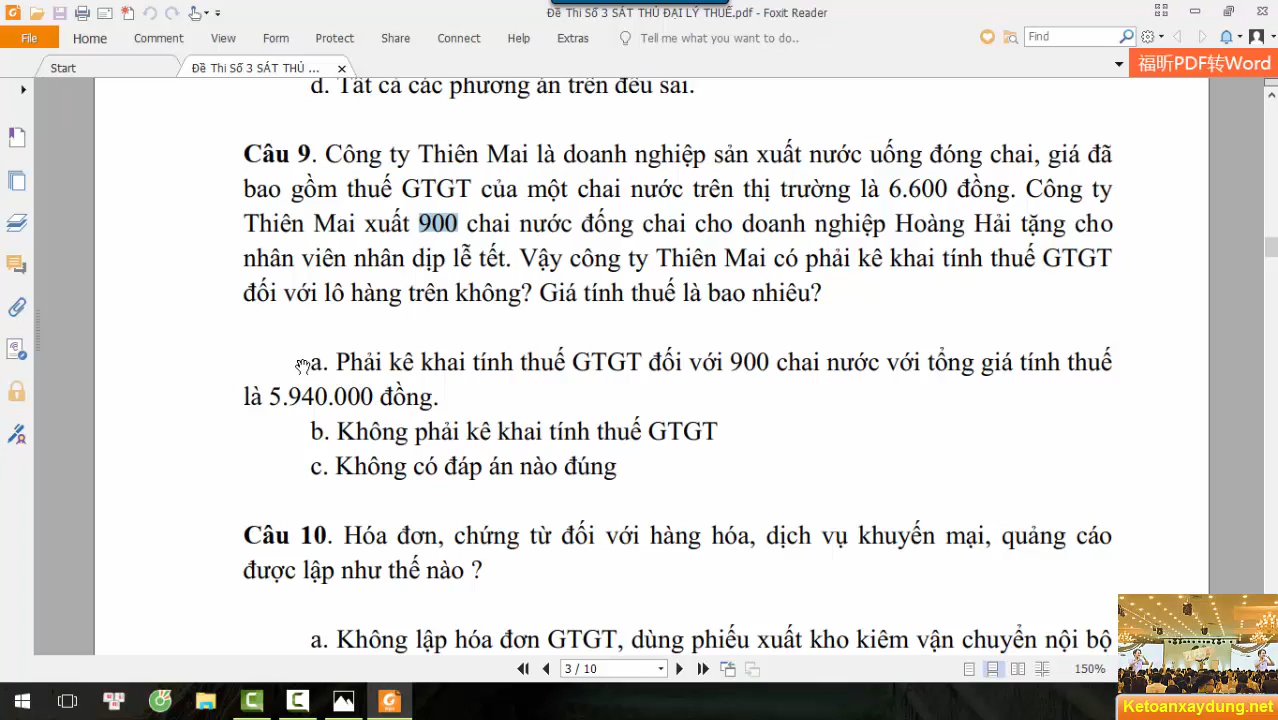 Đề Thi Số 3 SÁT THỦ ĐẠI LÝ THUẾ.pdf - Foxit Reader
File Home Comment View Form Protect Share Connect Help Extras Tell me what you want to do... Find
Start Đề Thi Số 3 SÁT THỦ ... 福昕PDF转Word
d. Tất cả các phương án trên đều sai.
Câu 9. Công ty Thiên Mai là doanh nghiệp sản xuất nước uống đóng chai, giá đã
bao gồm thuế GTGT của một chai nước trên thị trường là 6.600 đồng. Công ty
Thiên Mai xuất 900 chai nước đống chai cho doanh nghiệp Hoàng Hải tặng cho
nhân viên nhân dịp lễ tết. Vậy công ty Thiên Mai có phải kê khai tính thuế GTGT
đối với lô hàng trên không? Giá tính thuế là bao nhiêu?
a. Phải kê khai tính thuế GTGT đối với 900 chai nước với tổng giá tính thuế
là 5.940.000 đồng.
b. Không phải kê khai tính thuế GTGT
c. Không có đáp án nào đúng
Câu 10. Hóa đơn, chứng từ đối với hàng hóa, dịch vụ khuyến mại, quảng cáo
được lập như thế nào ?
a. Không lập hóa đơn GTGT, dùng phiếu xuất kho kiêm vận chuyển nội bộ
3 / 10 150%
Ketoanxaydung.net